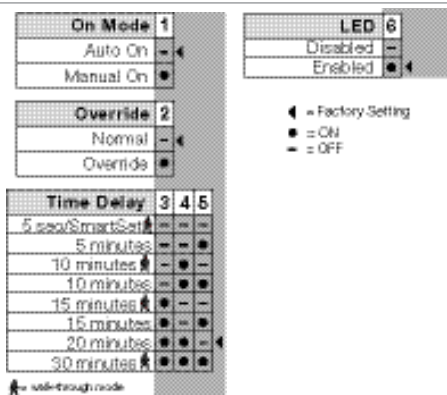 On Mode 1
Auto On –
Manual On ●
Override 2
Normal –
Override ●
Time Delay 3 4 5
5 sec/SmartSet – – –
5 minutes – – ●
10 minutes – ● –
10 minutes – ● ●
15 minutes ● – –
15 minutes ● – ●
20 minutes ● ● –
30 minutes ● ● ●
= walk-through mode
LED 6
Disabled –
Enabled ●
= Factory Setting
● = ON
– = OFF